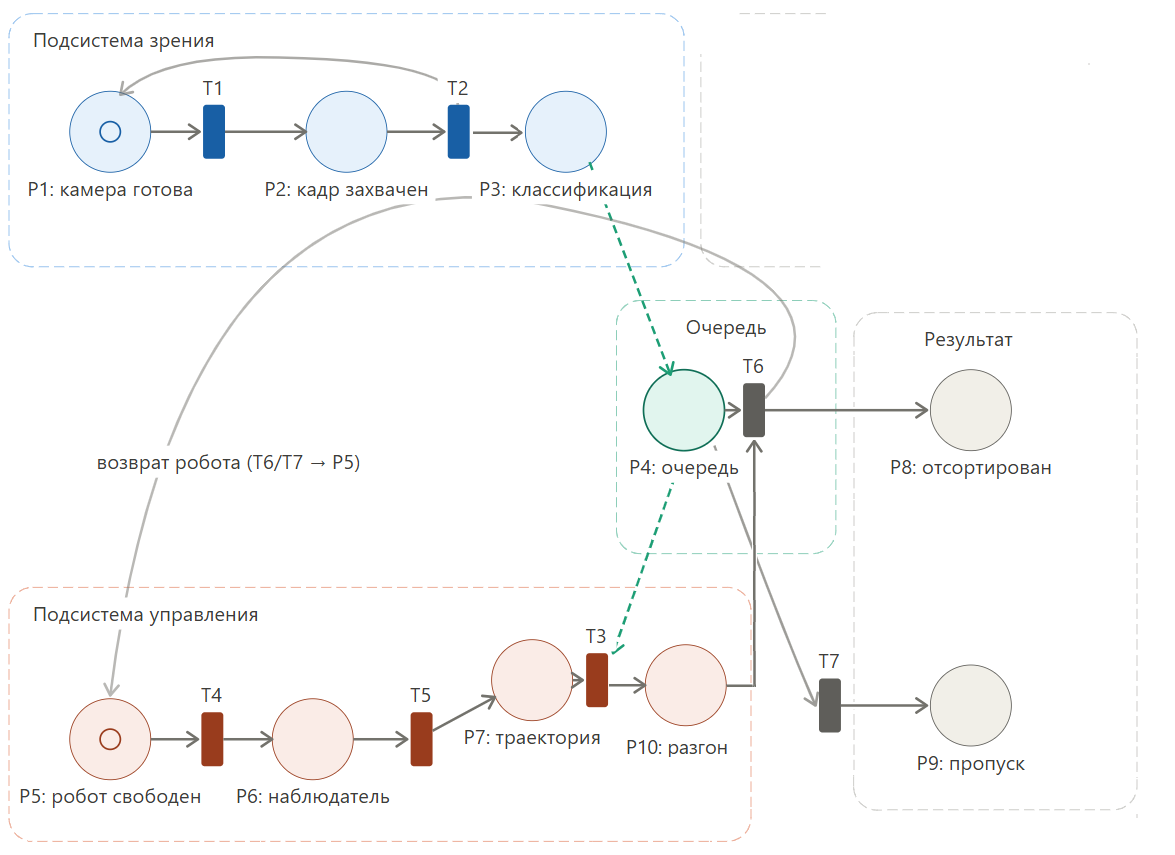 Подсистема зрения
T1
T2
P1: камера готова
P2: кадр захвачен
P3: классификация
Очередь
Результат
T6
P4: очередь
P8: отсортирован
возврат робота (T6/T7 → P5)
Подсистема управления
T3
T7
T4
T5
P7: траектория
P10: разгон
P9: пропуск
P5: робот свободен
P6: наблюдатель